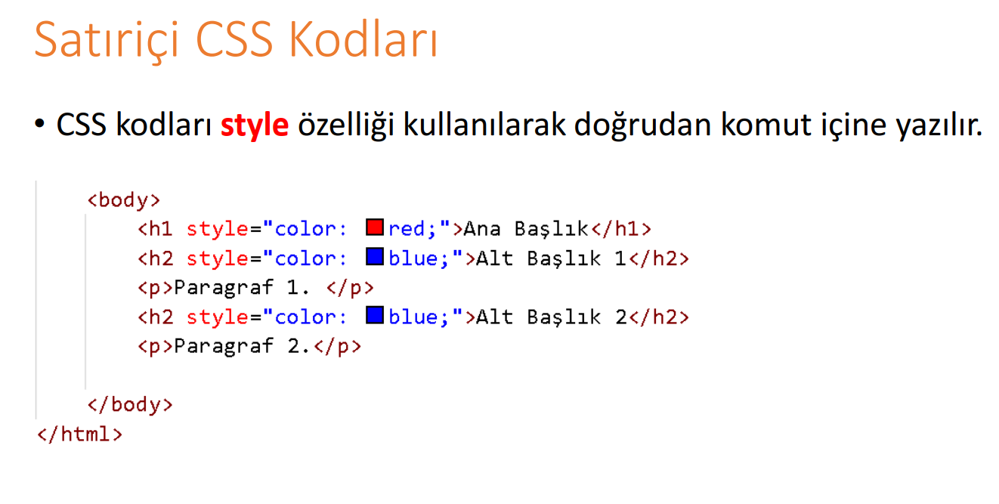 Satıriçi CSS Kodları
• CSS kodları style özelliği kullanılarak doğrudan komut içine yazılır.
<body>
<h1 style="color: red;">Ana Başlık</h1>
<h2 style="color: blue;">Alt Başlık 1</h2>
<p>Paragraf 1. </p>
<h2 style="color: blue;">Alt Başlık 2</h2>
<p>Paragraf 2.</p>
</body>
</html>